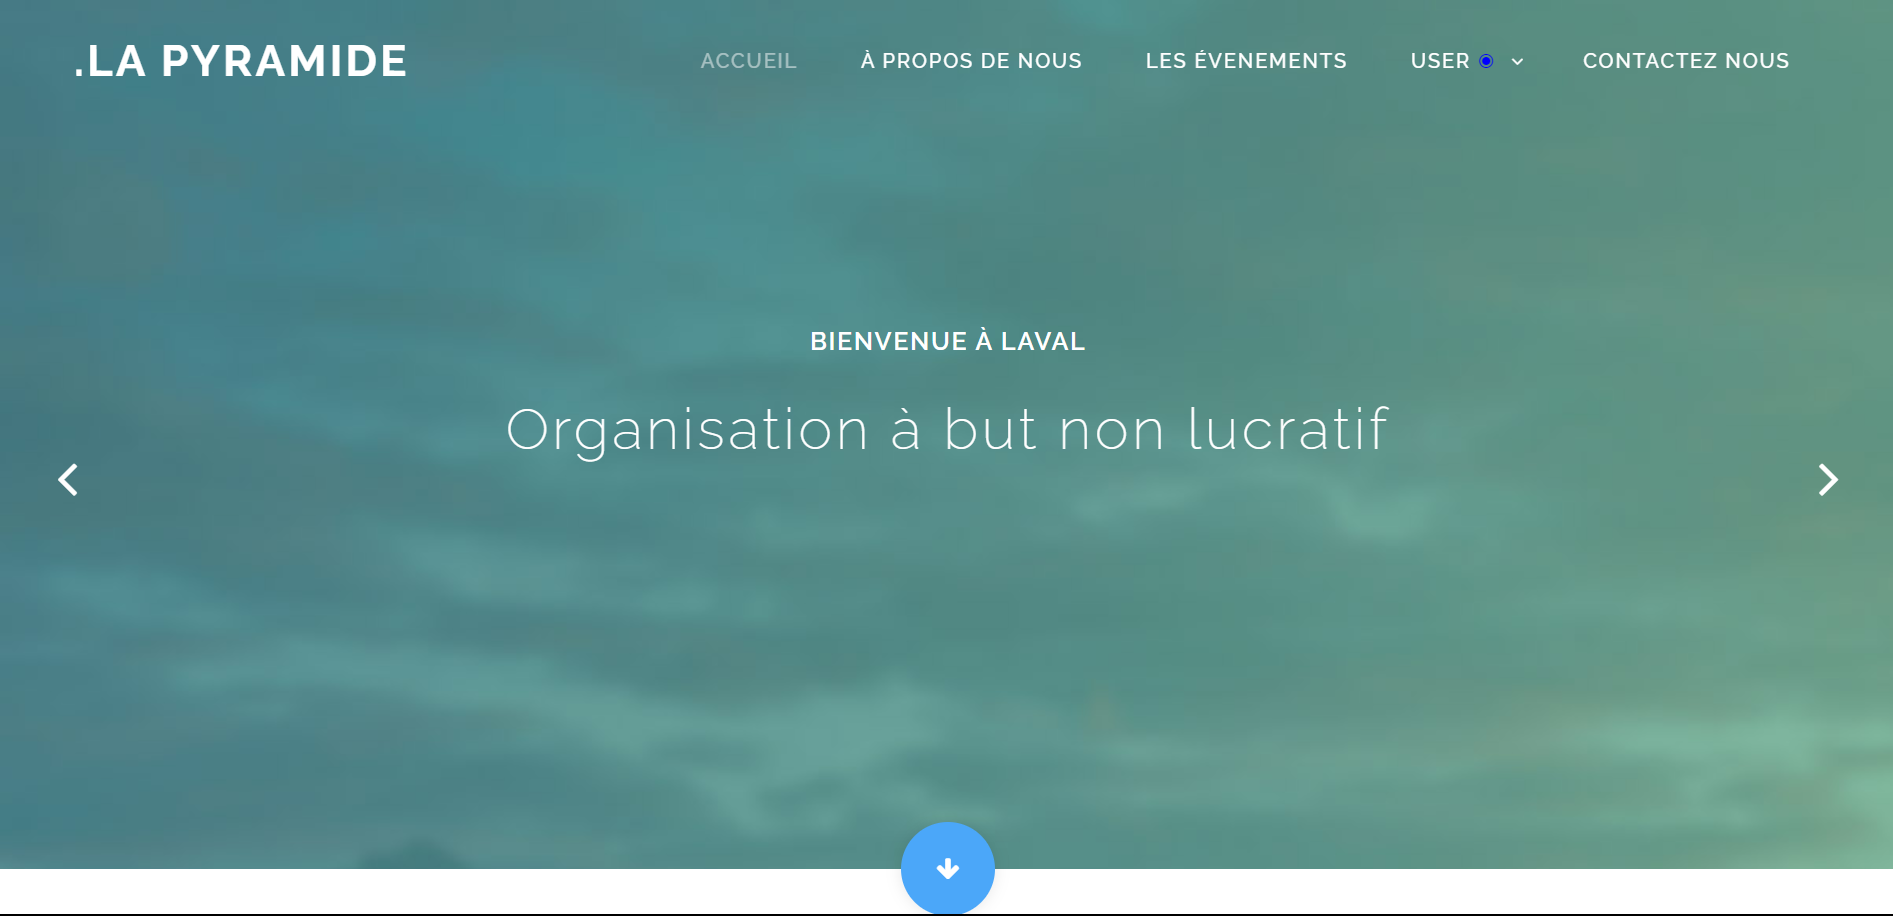 .LA PYRAMIDE
ACCUEIL À PROPOS DE NOUS LES ÉVENEMENTS USER CONTACTEZ NOUS
BIENVENUE À LAVAL
Organisation à but non lucratif